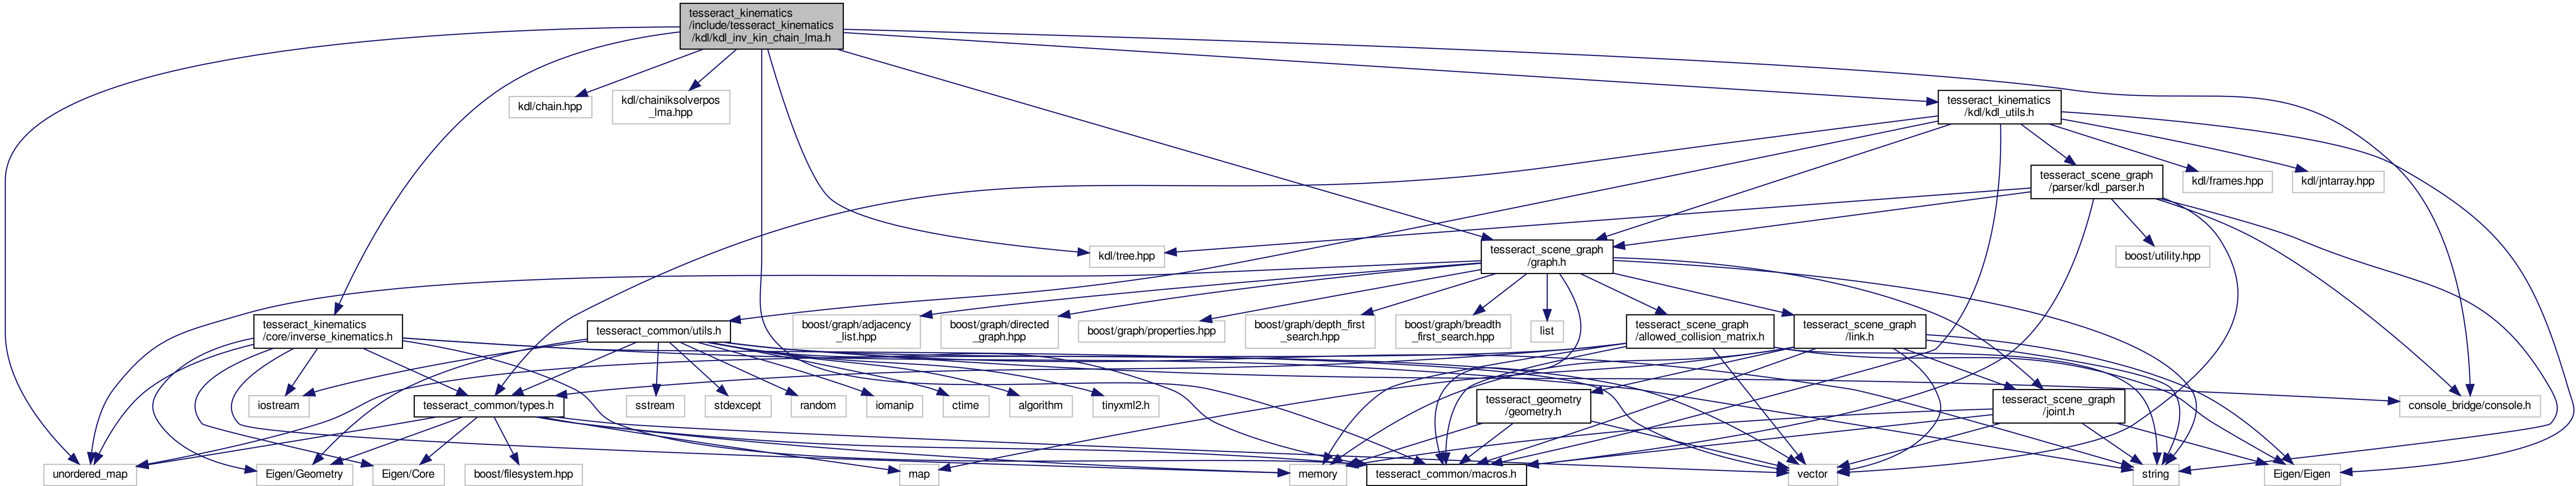 tesseract_kinematics
/include/tesseract_kinematics
/kdl/kdl_inv_kin_chain_lma.h
kdl/chain.hpp
kdl/chainiksolverpos
_lma.hpp
tesseract_kinematics
/kdl/kdl_utils.h
tesseract_scene_graph
/parser/kdl_parser.h
kdl/frames.hpp
kdl/jntarray.hpp
kdl/tree.hpp
tesseract_scene_graph
/graph.h
boost/utility.hpp
tesseract_kinematics
/core/inverse_kinematics.h
tesseract_common/utils.h
boost/graph/adjacency
_list.hpp
boost/graph/directed
_graph.hpp
boost/graph/properties.hpp
boost/graph/depth_first
_search.hpp
boost/graph/breadth
_first_search.hpp
list
tesseract_scene_graph
/allowed_collision_matrix.h
tesseract_scene_graph
/link.h
iostream
tesseract_common/types.h
sstream
stdexcept
random
iomanip
ctime
algorithm
tinyxml2.h
tesseract_geometry
/geometry.h
tesseract_scene_graph
/joint.h
console_bridge/console.h
unordered_map
Eigen/Geometry
Eigen/Core
boost/filesystem.hpp
map
memory
tesseract_common/macros.h
vector
string
Eigen/Eigen